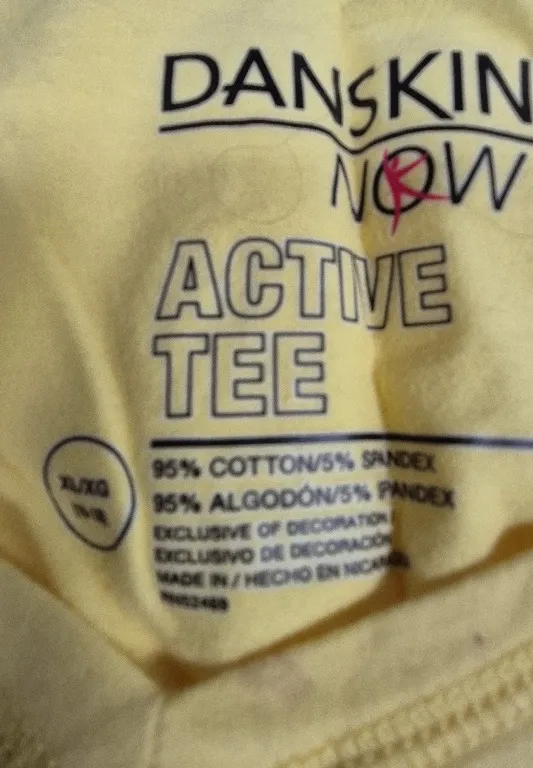 DANSKIN
NOW
ACTIVE
TEE
XL/XG
95% COTTON/5% SPANDEX
95% ALGODÓN/5% PANDEX
EXCLUSIVE OF DECORATION
EXCLUSIVO DE DECORACIÓN
MADE IN / HECHO EN